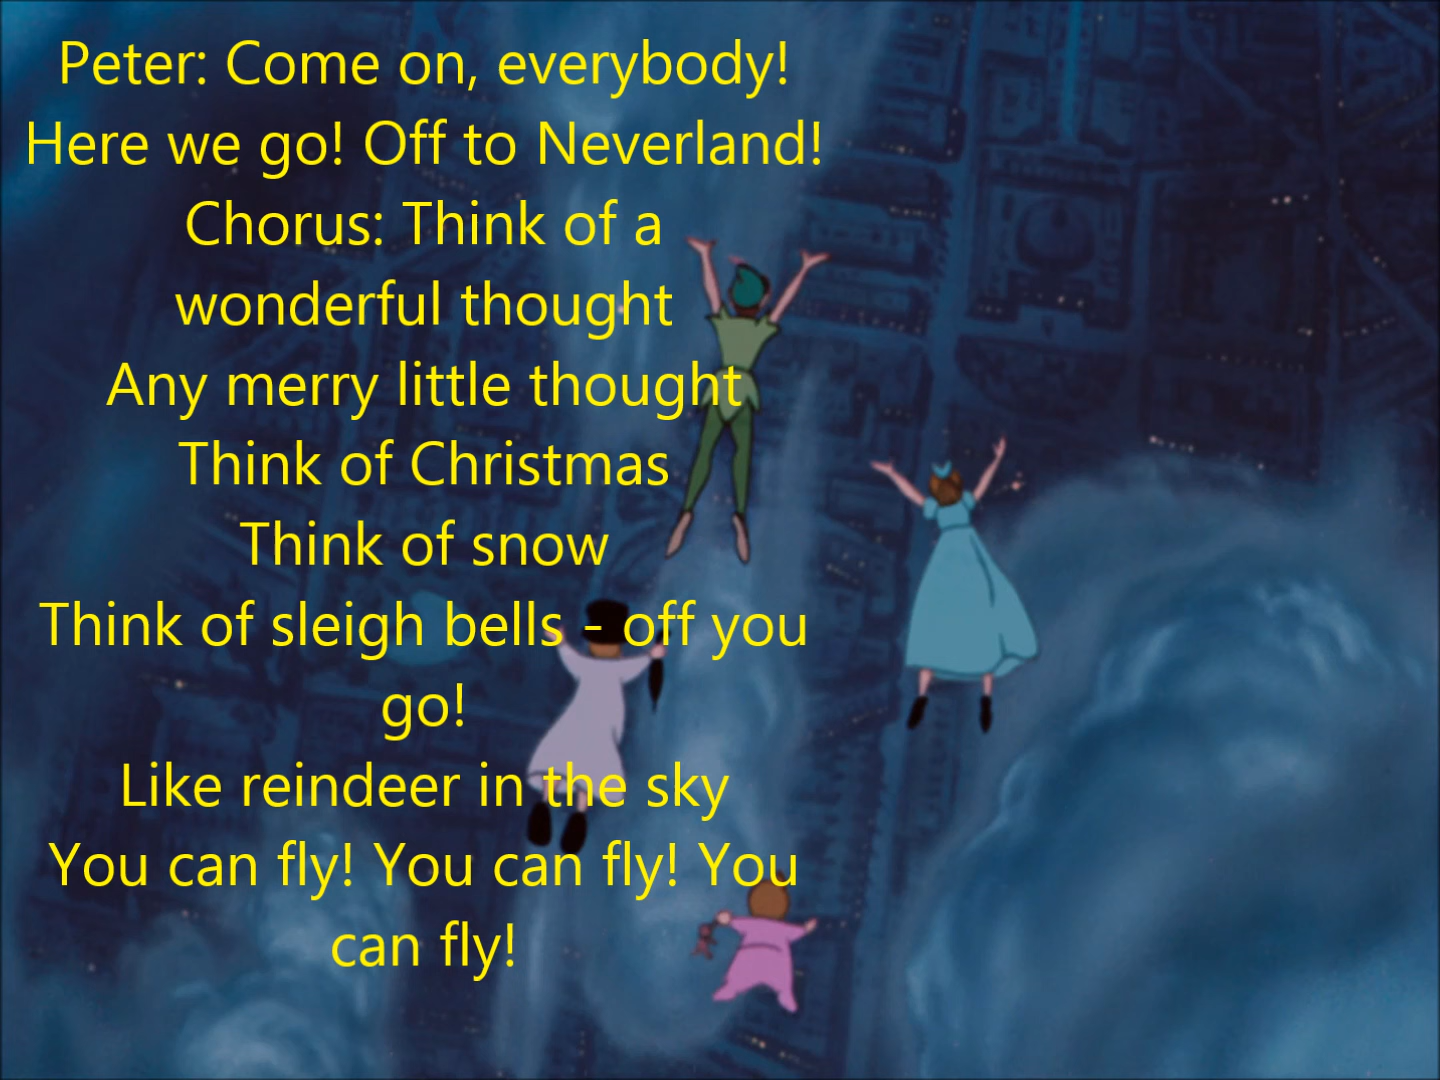 Peter: Come on, everybody!
Here we go! Off to Neverland!
Chorus: Think of a
wonderful thought
Any merry little thought
Think of Christmas
Think of snow
Think of sleigh bells - off you
go!
Like reindeer in the sky
You can fly! You can fly! You
can fly!